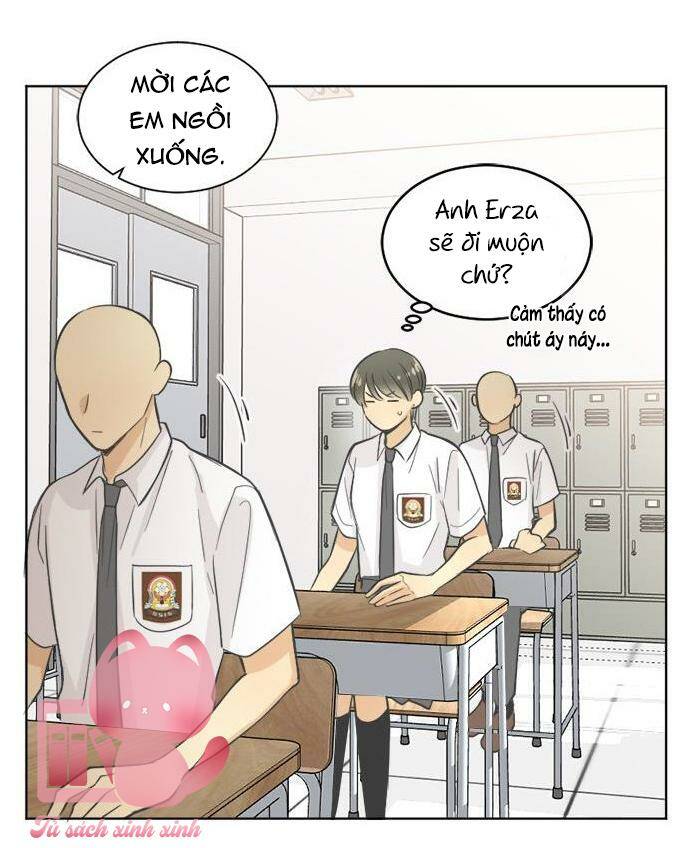 MỜI CÁC
EM NGỒI
XUỐNG.
Anh Erza
sẽ đi muộn
chứ?
Cảm thấy có
chút áy náy...
OSIS
Tủ sách xinh xinh